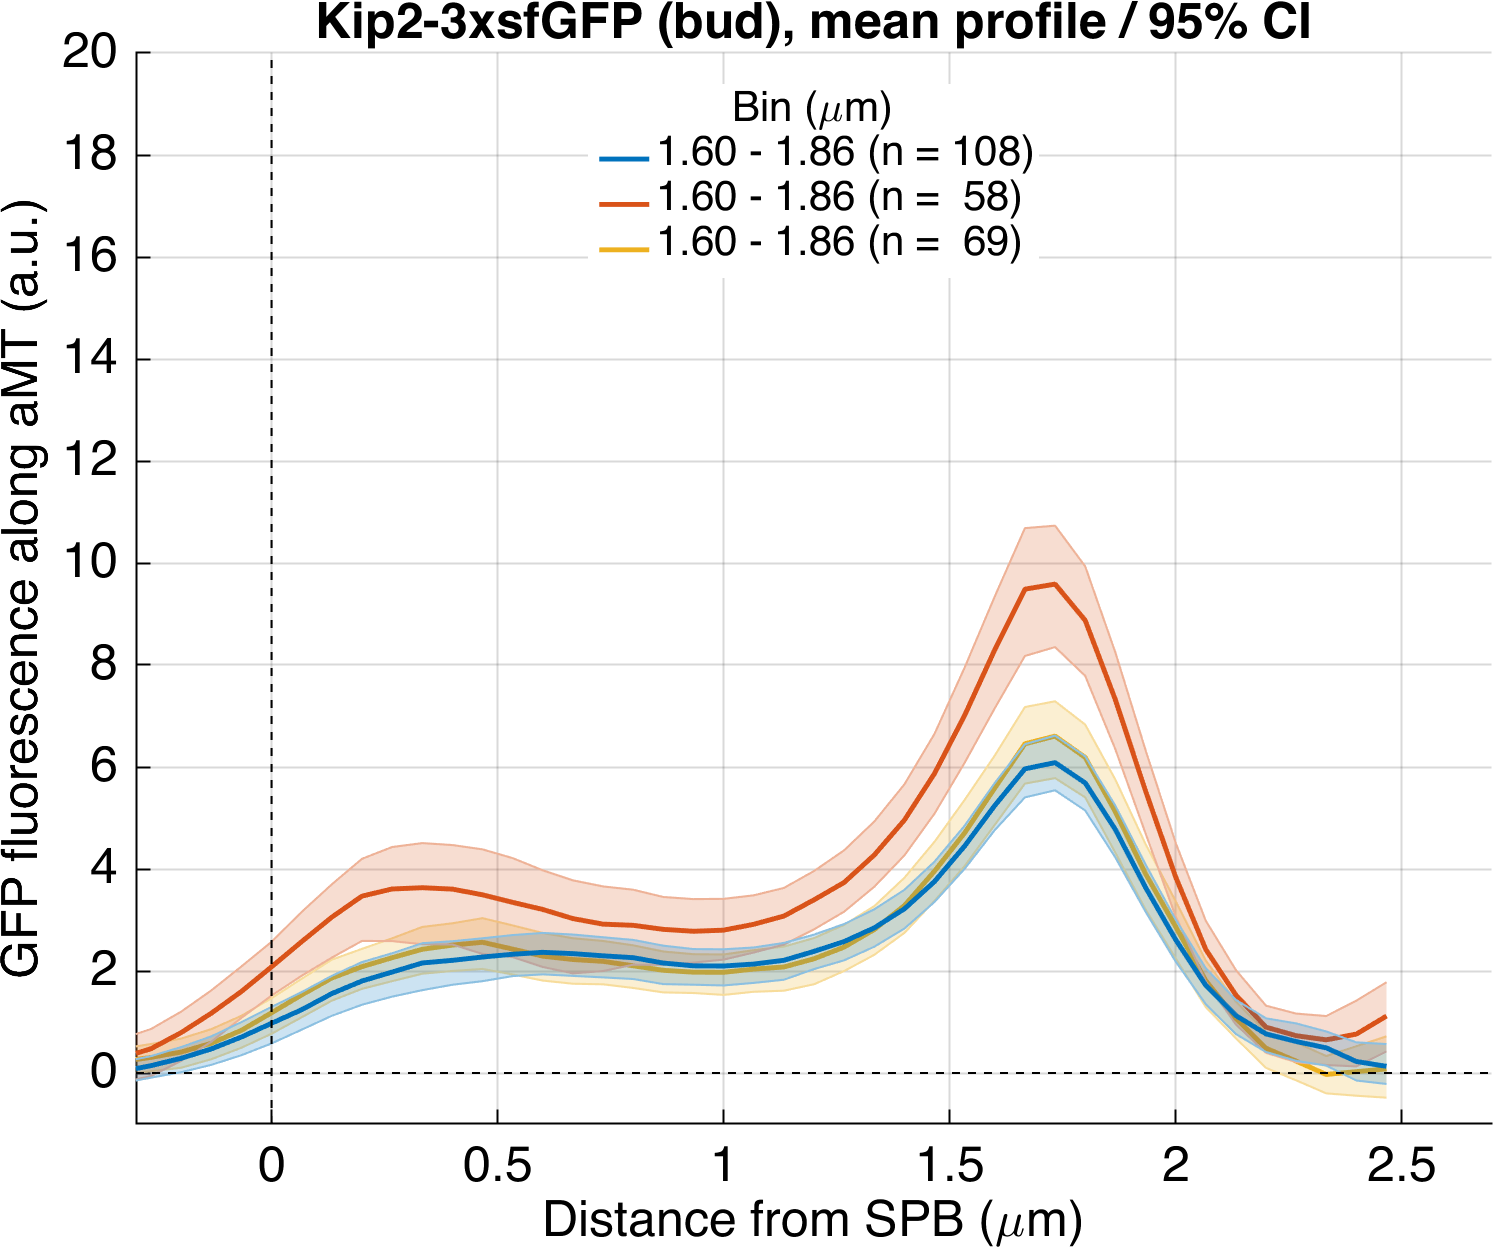 Kip2-3xsfGFP (bud), mean profile / 95% CI
GFP fluorescence along aMT (a.u.)
20
18
16
14
12
10
8
6
4
2
0
Bin (μm)
1.60 - 1.86 (n = 108)
1.60 - 1.86 (n = 58)
1.60 - 1.86 (n = 69)
0 0.5 1 1.5 2 2.5
Distance from SPB (μm)